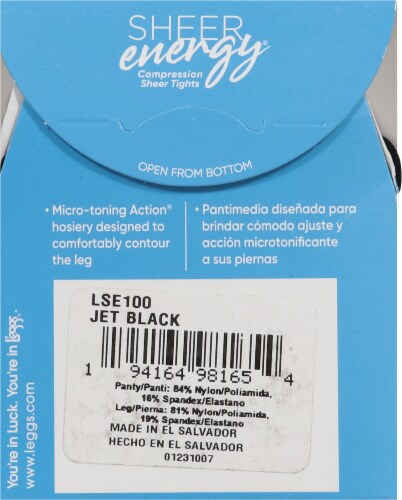 SHEER
energy®
Compression
Sheer Tights
OPEN FROM BOTTOM
• Micro-toning Action®
hosiery designed to
comfortably contour
the leg
• Pantimedia diseñada para
brindar cómodo ajuste y
acción microtonificante
a sus piernas
LSE100
JET BLACK
1 94164 98165 4
Panty/Panti: 84% Nylon/Poliamida,
16% Spandex/Elastano
Leg/Pierna: 81% Nylon/Poliamida,
19% Spandex/Elastano
MADE IN EL SALVADOR
HECHO EN EL SALVADOR
01231007
You're in Luck. You're in L'eggs.
www.leggs.com